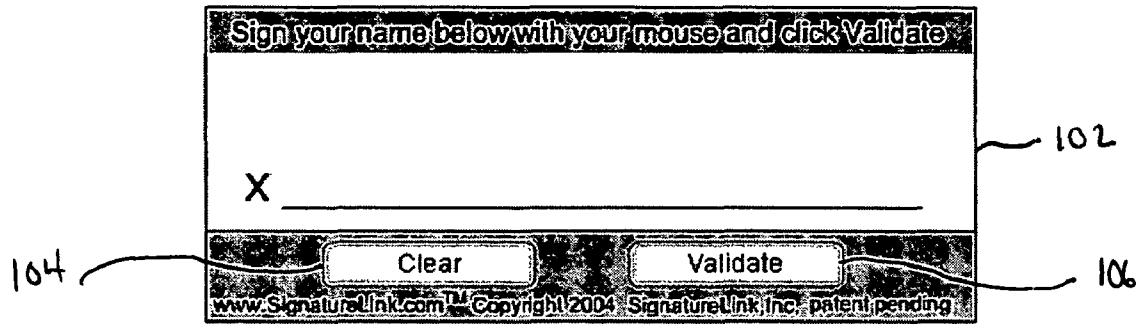 Sign your name below with your mouse and click Validate
102
X
104
Clear
Validate
106
www.SignatureLink.com™ Copyright 2004 SignatureLink, Inc. patent pending